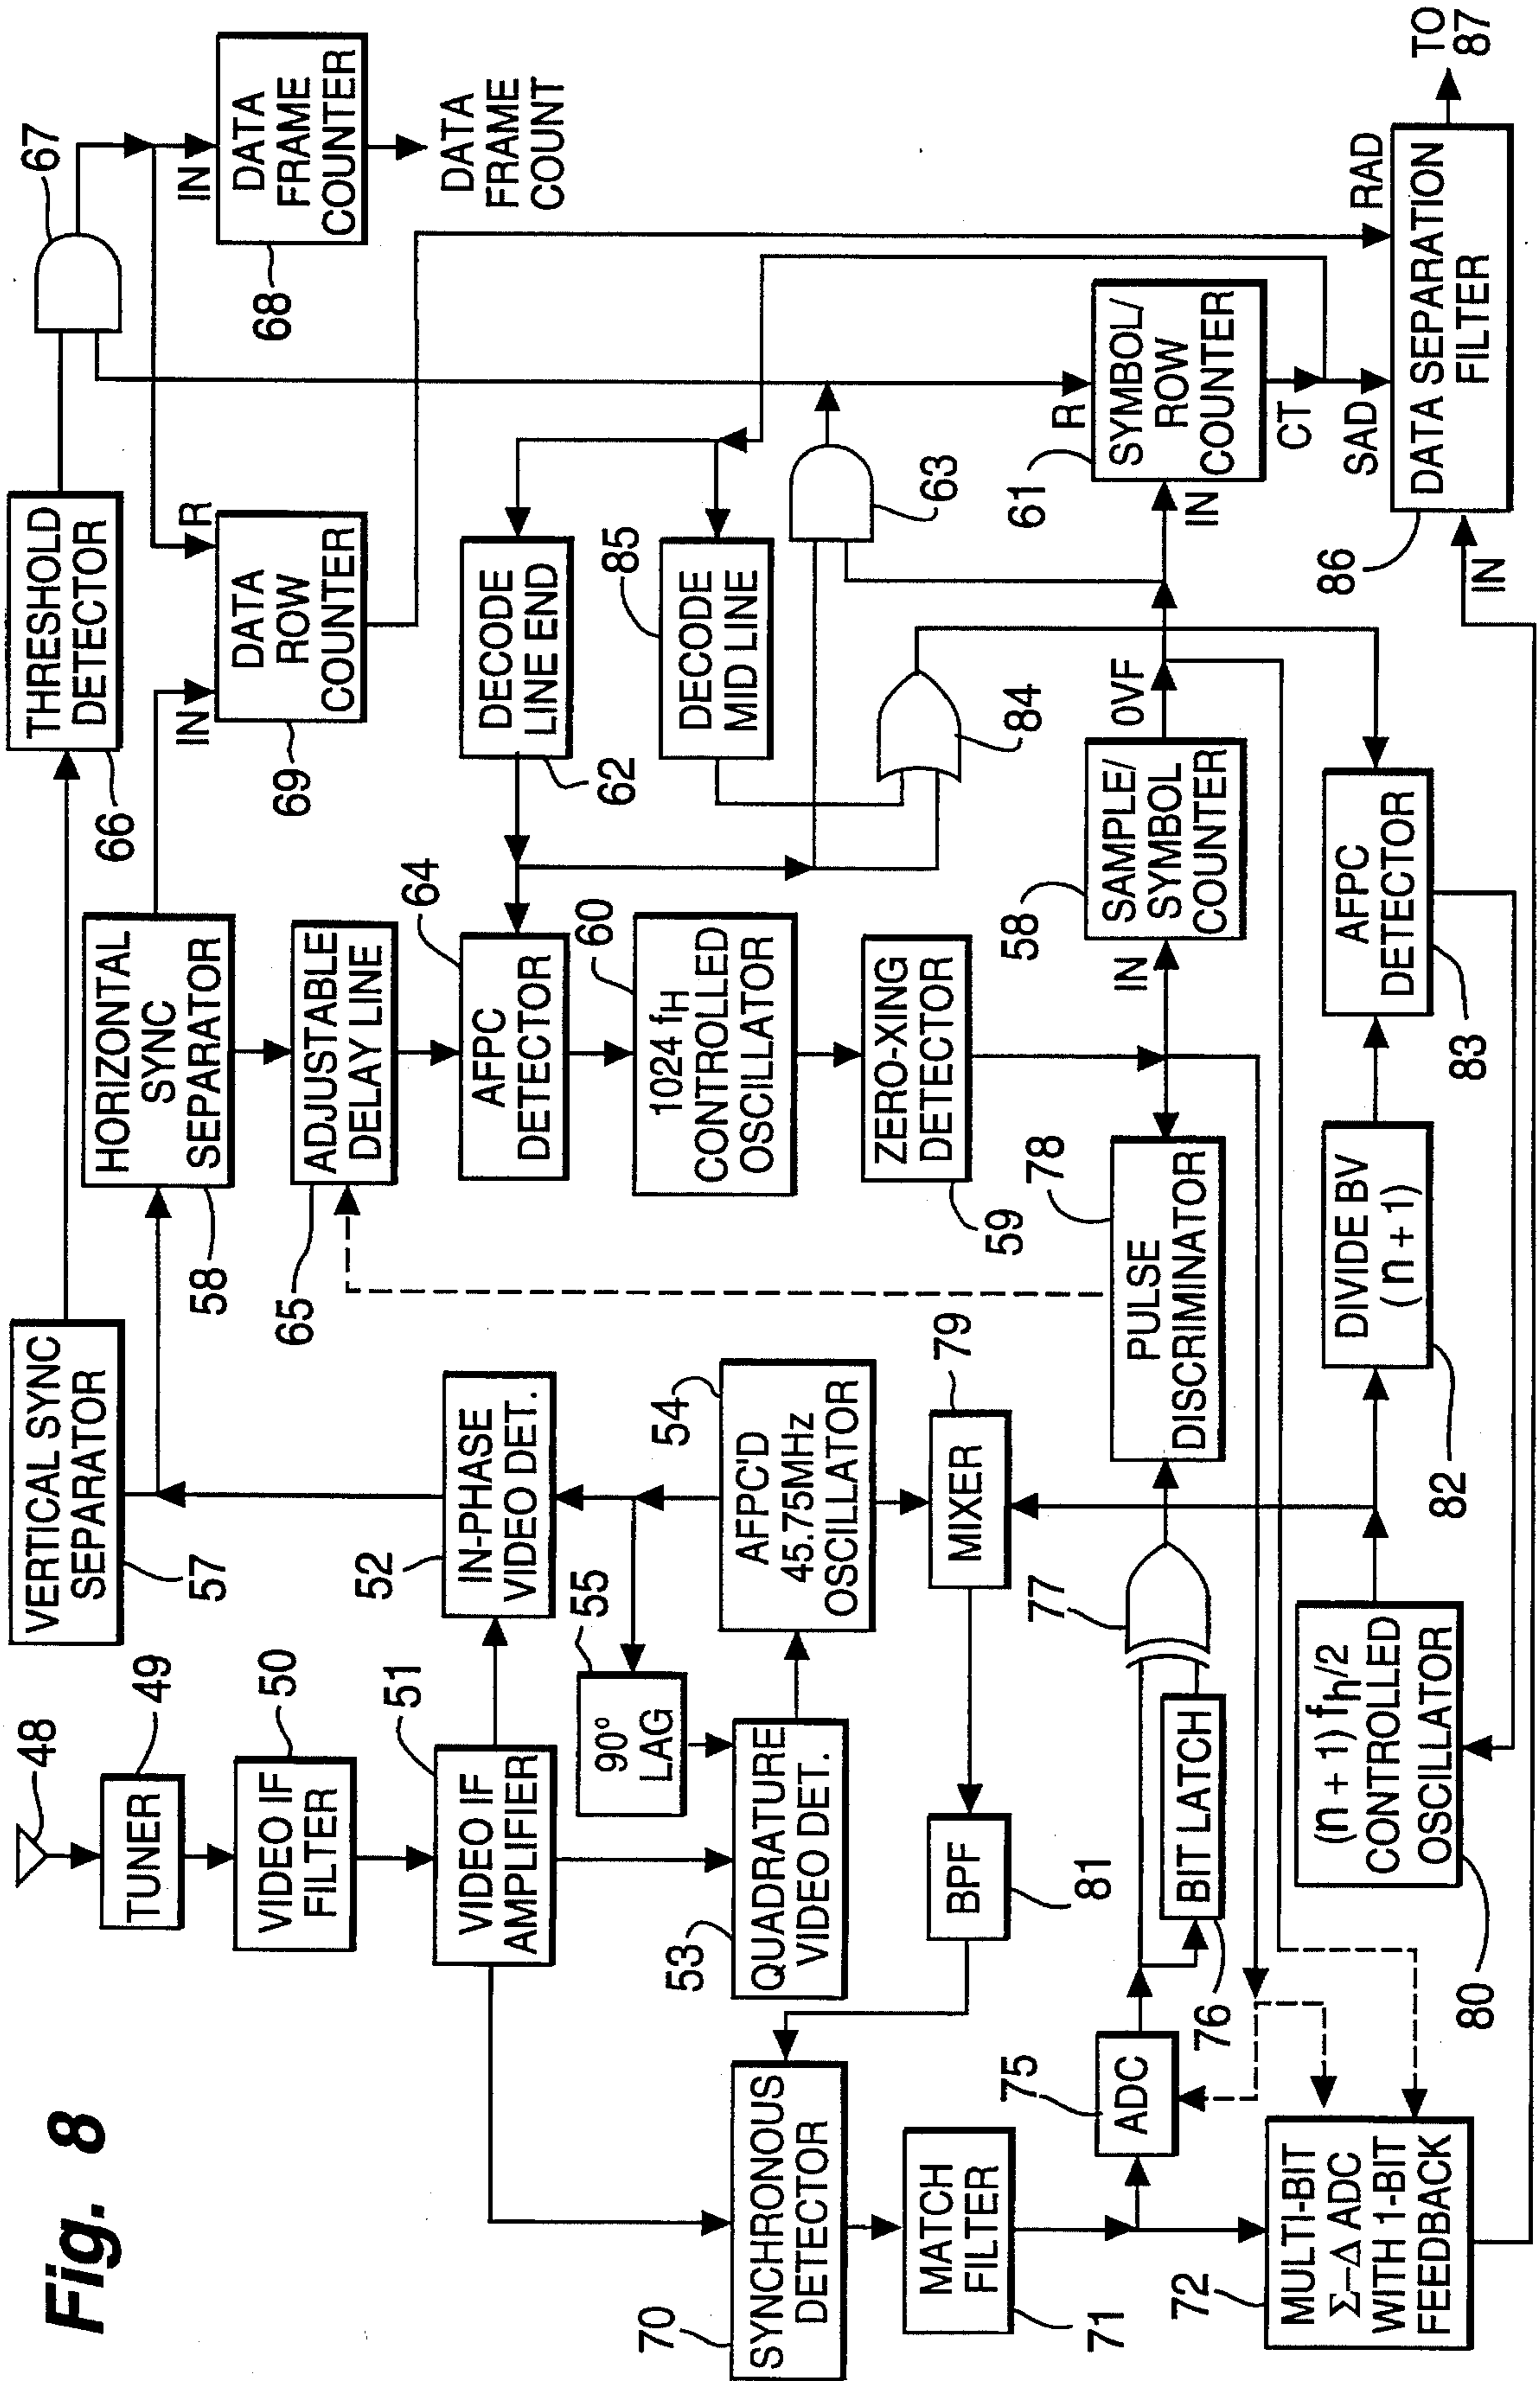 Fig. 8
48
TUNER
49
VIDEO IF
FILTER
50
VIDEO IF
AMPLIFIER
51
IN-PHASE
VIDEO DET.
52
90°
LAG
55
QUADRATURE
VIDEO DET.
53
AFPC'D
45.75MHz
OSCILLATOR
54
MIXER
79
BPF
81
SYNCHRONOUS
DETECTOR
70
MATCH
FILTER
71
MULTI-BIT
Σ-Δ ADC
WITH 1-BIT
FEEDBACK
72
ADC
75
BIT LATCH
76
77
PULSE
DISCRIMINATOR
78
(n + 1) fh/2
CONTROLLED
OSCILLATOR
80
DIVIDE BV
(n + 1)
82
AFPC
DETECTOR
83
VERTICAL SYNC
SEPARATOR
57
HORIZONTAL
SYNC
SEPARATOR
58
ADJUSTABLE
DELAY LINE
65
AFPC
DETECTOR
64
1024 fH
CONTROLLED
OSCILLATOR
60
ZERO-XING
DETECTOR
59
IN
SAMPLE/
SYMBOL
COUNTER
58
OVF
THRESHOLD
DETECTOR
66
67
IN
DATA
ROW
COUNTER
R
69
IN
DATA
FRAME
COUNTER
68
DATA
FRAME
COUNT
DECODE
LINE END
62
DECODE
MID LINE
85
84
63
IN
R
SYMBOL/
ROW
COUNTER
61
CT
SAD
RAD
IN
DATA SEPARATION
FILTER
86
TO
87